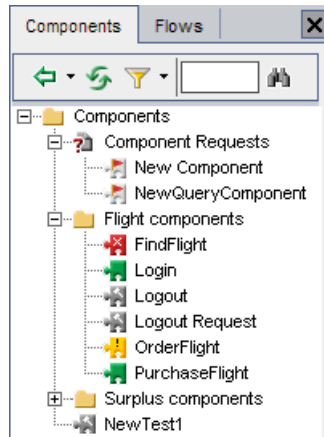 Components Flows
Components
Component Requests
New Component
NewQueryComponent
Flight components
FindFlight
Login
Logout
Logout Request
OrderFlight
PurchaseFlight
Surplus components
NewTest1